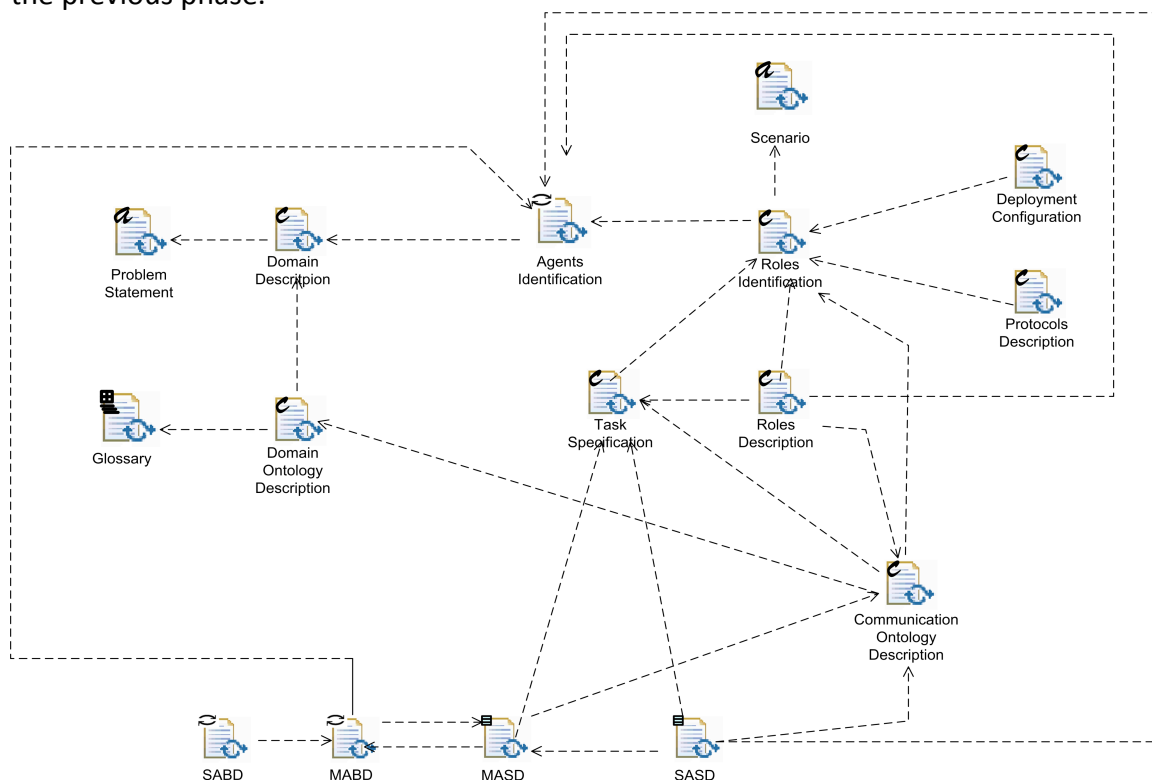 the previous phase.
Scenario
Deployment
Configuration
Problem
Statement
Domain
Descritpion
Agents
Identification
Roles
Identification
Protocols
Description
Glossary
Domain
Ontology
Description
Task
Specification
Roles
Description
Communication
Ontology
Description
SABD
MABD
MASD
SASD